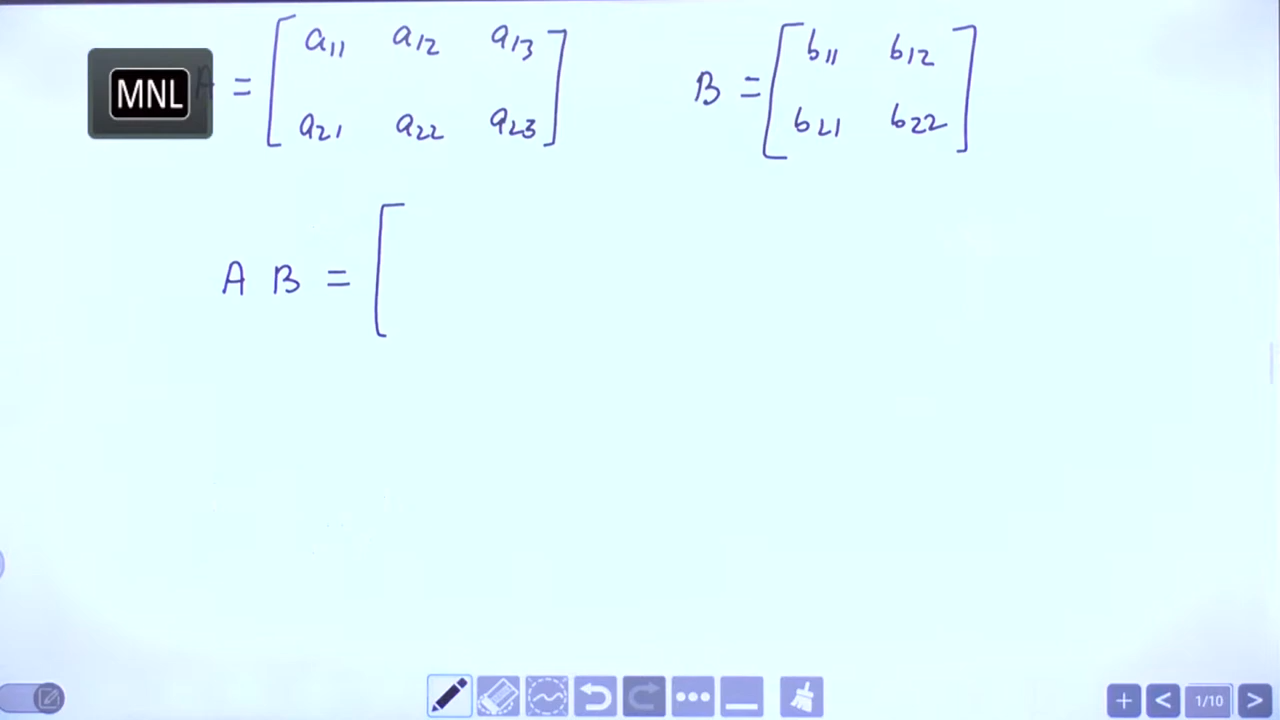 MNL
A = [ a11 a12 a13
a21 a22 a23 ]
B = [ b11 b12
b21 b22 ]
A B = [
1/10